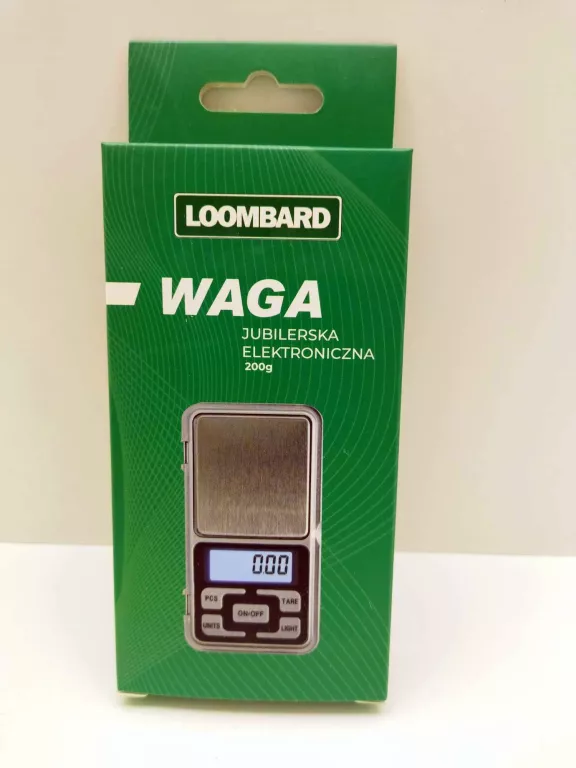 LOOMBARD
WAGA
JUBILERSKA
ELEKTRONICZNA
200g
000
PCS
TARE
ON-OFF
UNITS
LIGHT